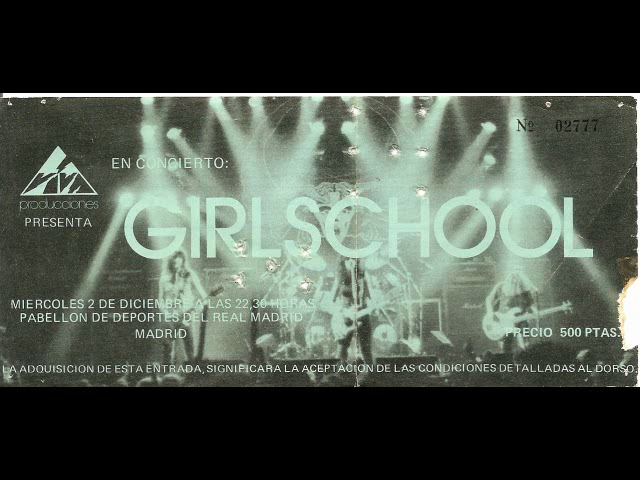 Nº 02777
EN CONCIERTO:
producciones
PRESENTA
GIRLSCHOOL
MIERCOLES 2 DE DICIEMBRE A LAS 22,30 HORAS
PABELLON DE DEPORTES DEL REAL MADRID
MADRID
PRECIO 500 PTAS.
LA ADQUISICION DE ESTA ENTRADA, SIGNIFICARA LA ACEPTACION DE LAS CONDICIONES DETALLADAS AL DORSO.